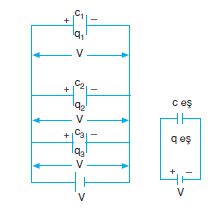 + C₁ −
q₁
V
+ C₂ −
q₂
V
+ C₃ −
q₃
V
V
c eş
q eş
+ −
V